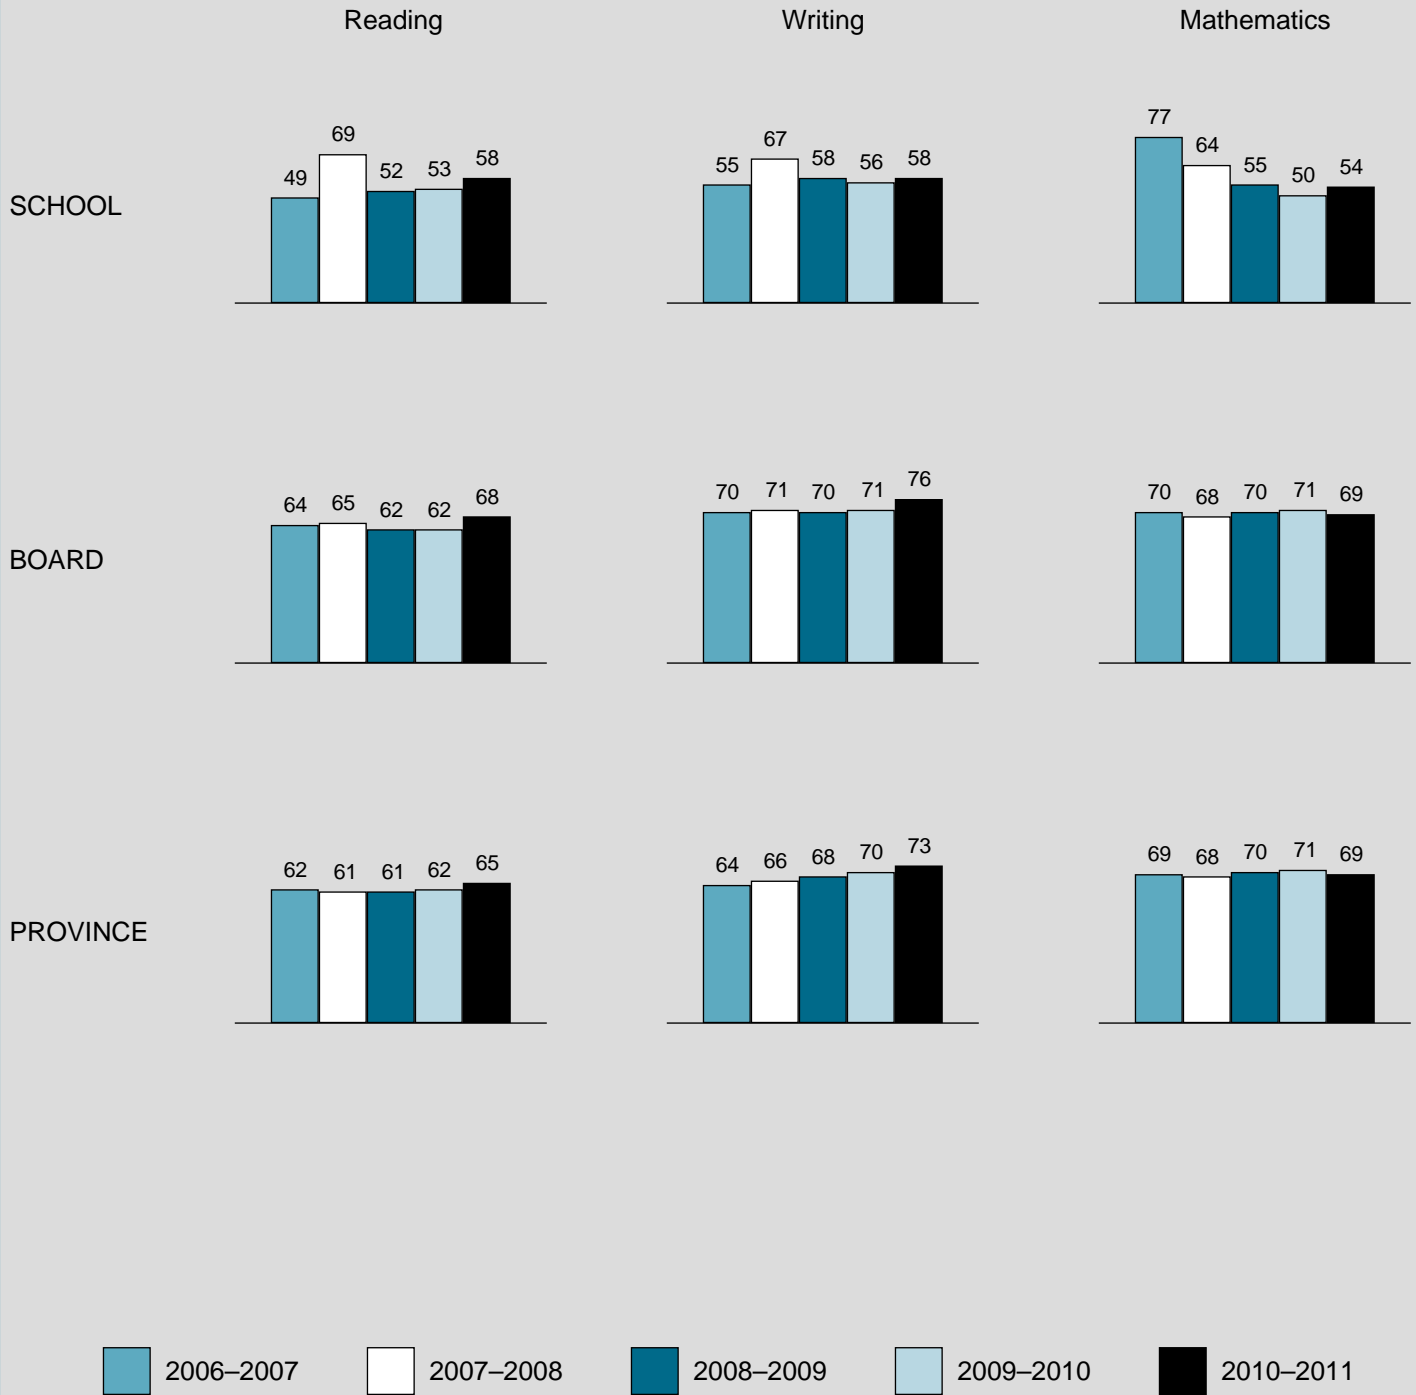 Reading Writing Mathematics
SCHOOL
49 69 52 53 58
55 67 58 56 58
77 64 55 50 54
BOARD
64 65 62 62 68
70 71 70 71 76
70 68 70 71 69
PROVINCE
62 61 61 62 65
64 66 68 70 73
69 68 70 71 69
2006–2007 2007–2008 2008–2009 2009–2010 2010–2011